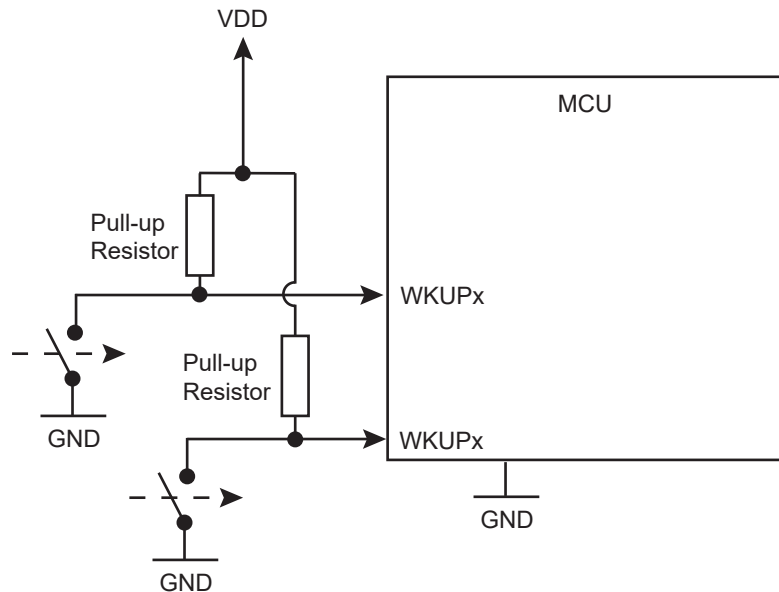 VDD
MCU
Pull-up
Resistor
WKUPx
Pull-up
Resistor
GND
WKUPx
GND
GND